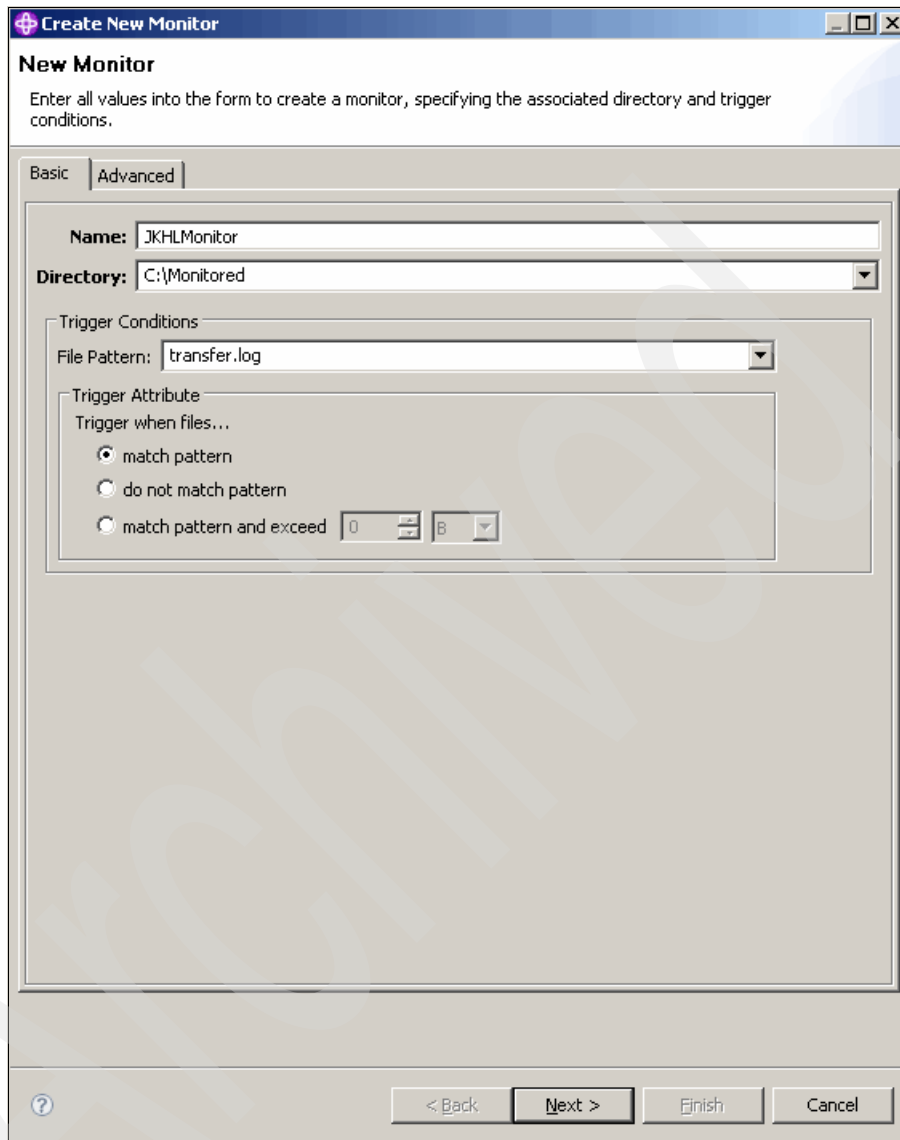 Create New Monitor
New Monitor
Enter all values into the form to create a monitor, specifying the associated directory and trigger
conditions.
Basic
Advanced
Name: JKHLMonitor
Directory: C:\Monitored
Trigger Conditions
File Pattern: transfer.log
Trigger Attribute
Trigger when files...
match pattern
do not match pattern
match pattern and exceed 0 B
< Back Next > Finish Cancel
Archived